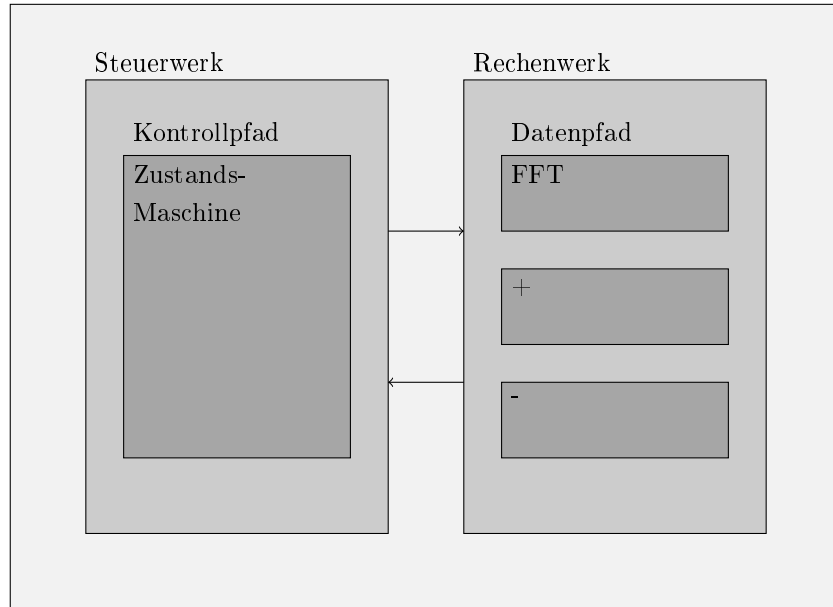 Steuerwerk
Kontrollpfad
Zustands-
Maschine
Rechenwerk
Datenpfad
FFT
+
-